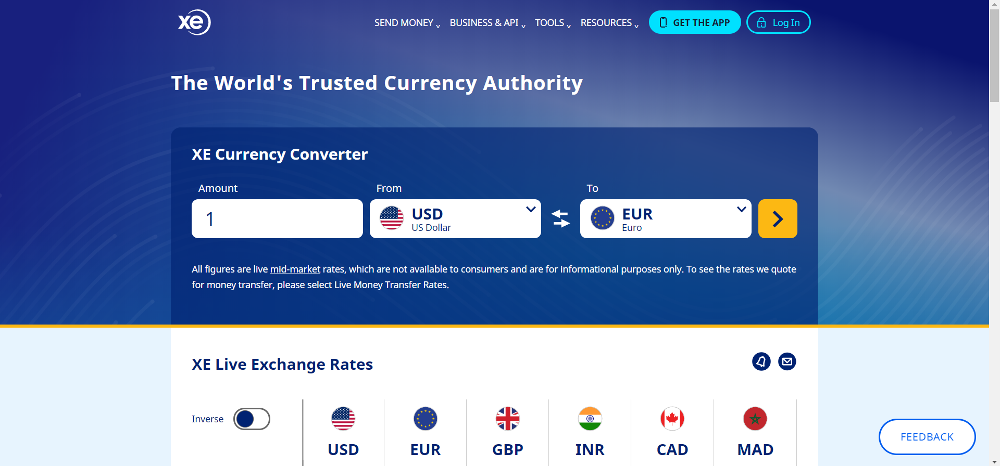 xe
SEND MONEY
BUSINESS & API
TOOLS
RESOURCES
GET THE APP
Log In
The World's Trusted Currency Authority
XE Currency Converter
Amount
From
To
1
USD
US Dollar
EUR
Euro
All figures are live mid-market rates, which are not available to consumers and are for informational purposes only. To see the rates we quote
for money transfer, please select Live Money Transfer Rates.
XE Live Exchange Rates
Inverse
USD
EUR
GBP
INR
CAD
MAD
FEEDBACK